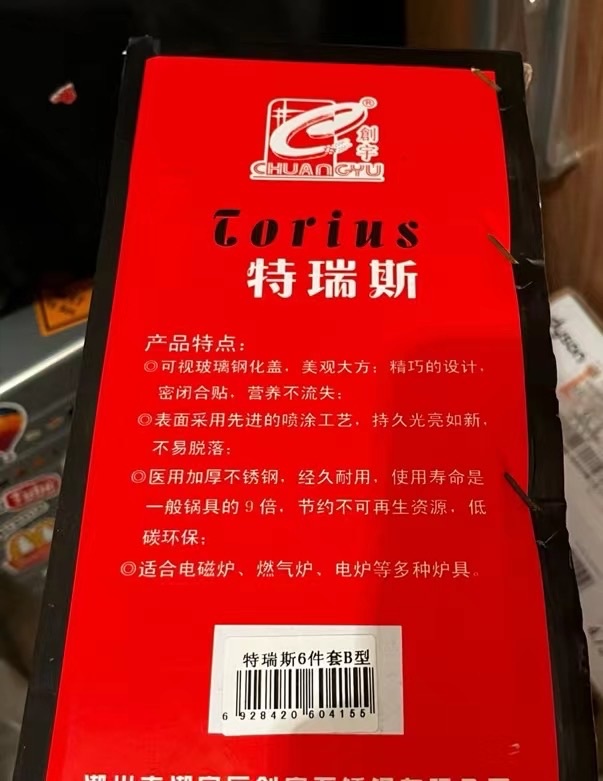 創宇
CHUANGYU
Torius
特瑞斯
产品特点：
◎可视玻璃钢化盖，美观大方；精巧的设计，
密闭合贴，营养不流失；
◎表面采用先进的喷涂工艺，持久光亮如新，
不易脱落；
◎医用加厚不锈钢，经久耐用，使用寿命是
一般锅具的9倍，节约不可再生资源，低
碳环保；
◎适合电磁炉、燃气炉、电炉等多种炉具。
特瑞斯6件套B型
6 928420 604155
dyson
Tube